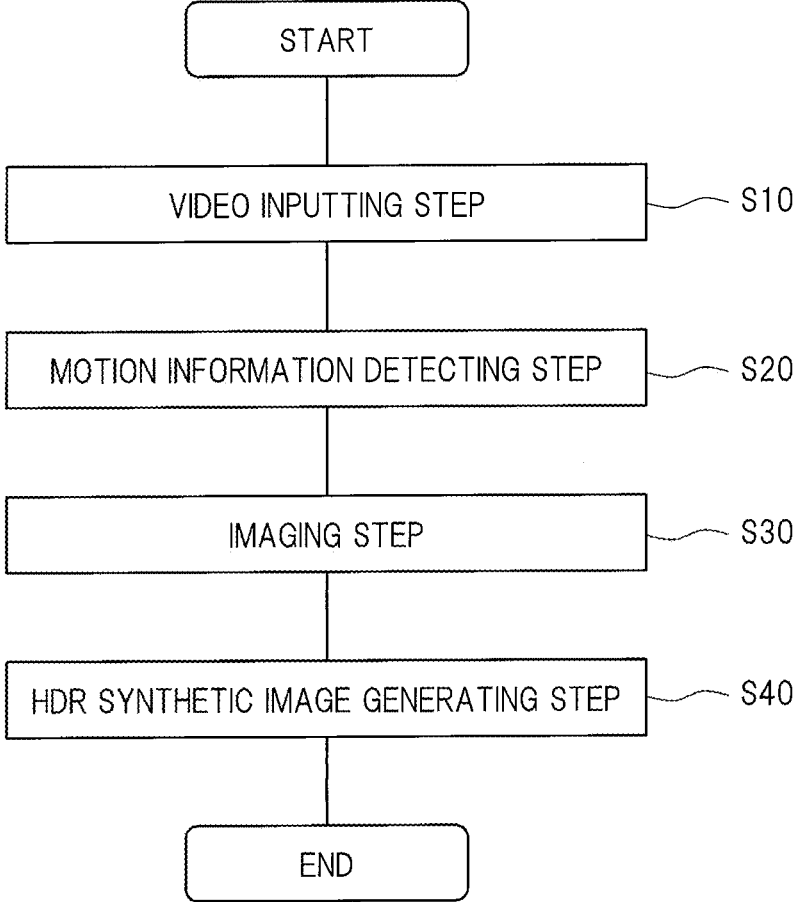 START
VIDEO INPUTTING STEP
S10
MOTION INFORMATION DETECTING STEP
S20
IMAGING STEP
S30
HDR SYNTHETIC IMAGE GENERATING STEP
S40
END